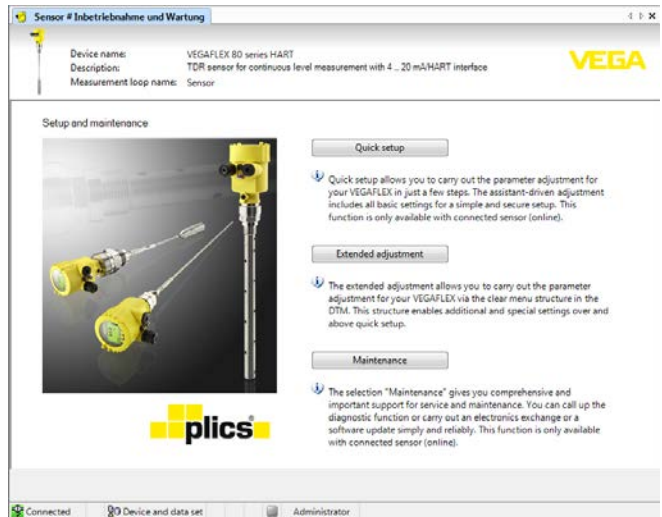 Sensor # Inbetriebnahme und Wartung
Device name: VEGAFLEX 80 series HART
Description: TDR sensor for continuous level measurement with 4 .. 20 mA/HART interface
Measurement loop name: Sensor
VEGA
Setup and maintenance
Quick setup
Quick setup allows you to carry out the parameter adjustment for
your VEGAFLEX in just a few steps. The assistant-driven adjustment
includes all basic settings for a simple and secure setup. This
function is only available with connected sensor (online).
Extended adjustment
The extended adjustment allows you to carry out the parameter
adjustment for your VEGAFLEX via the clear menu structure in the
DTM. This structure enables additional and special settings over and
above quick setup.
Maintenance
The selection "Maintenance" gives you comprehensive and
important support for service and maintenance. You can call up the
diagnostic function or carry out an electronics exchange or a
software update simply and reliably. This function is only available
with connected sensor (online).
plics®
Connected Device and data set Administrator